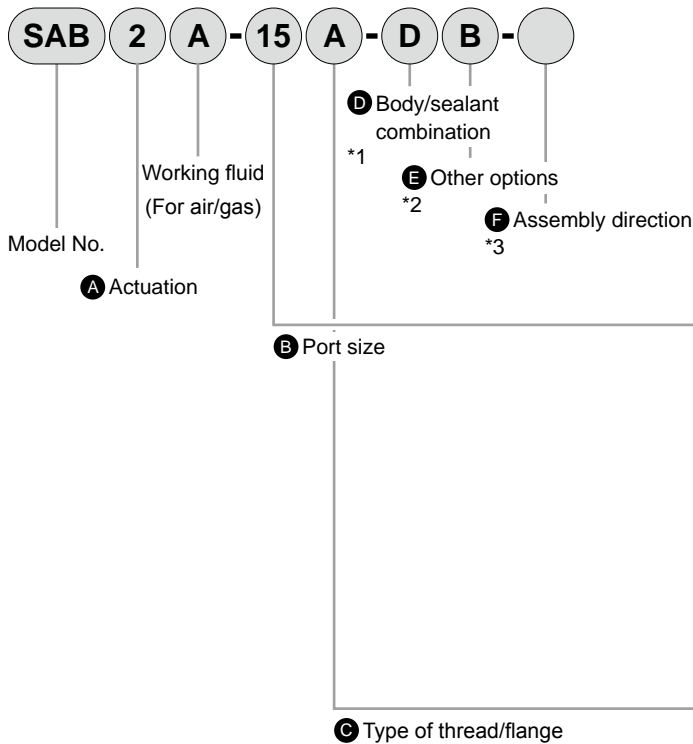 SAB 2 A - 15 A - D B -
D Body/sealant
combination
*1
Working fluid
(For air/gas)
E Other options
*2
F Assembly direction
*3
Model No.
A Actuation
B Port size
C Type of thread/flange